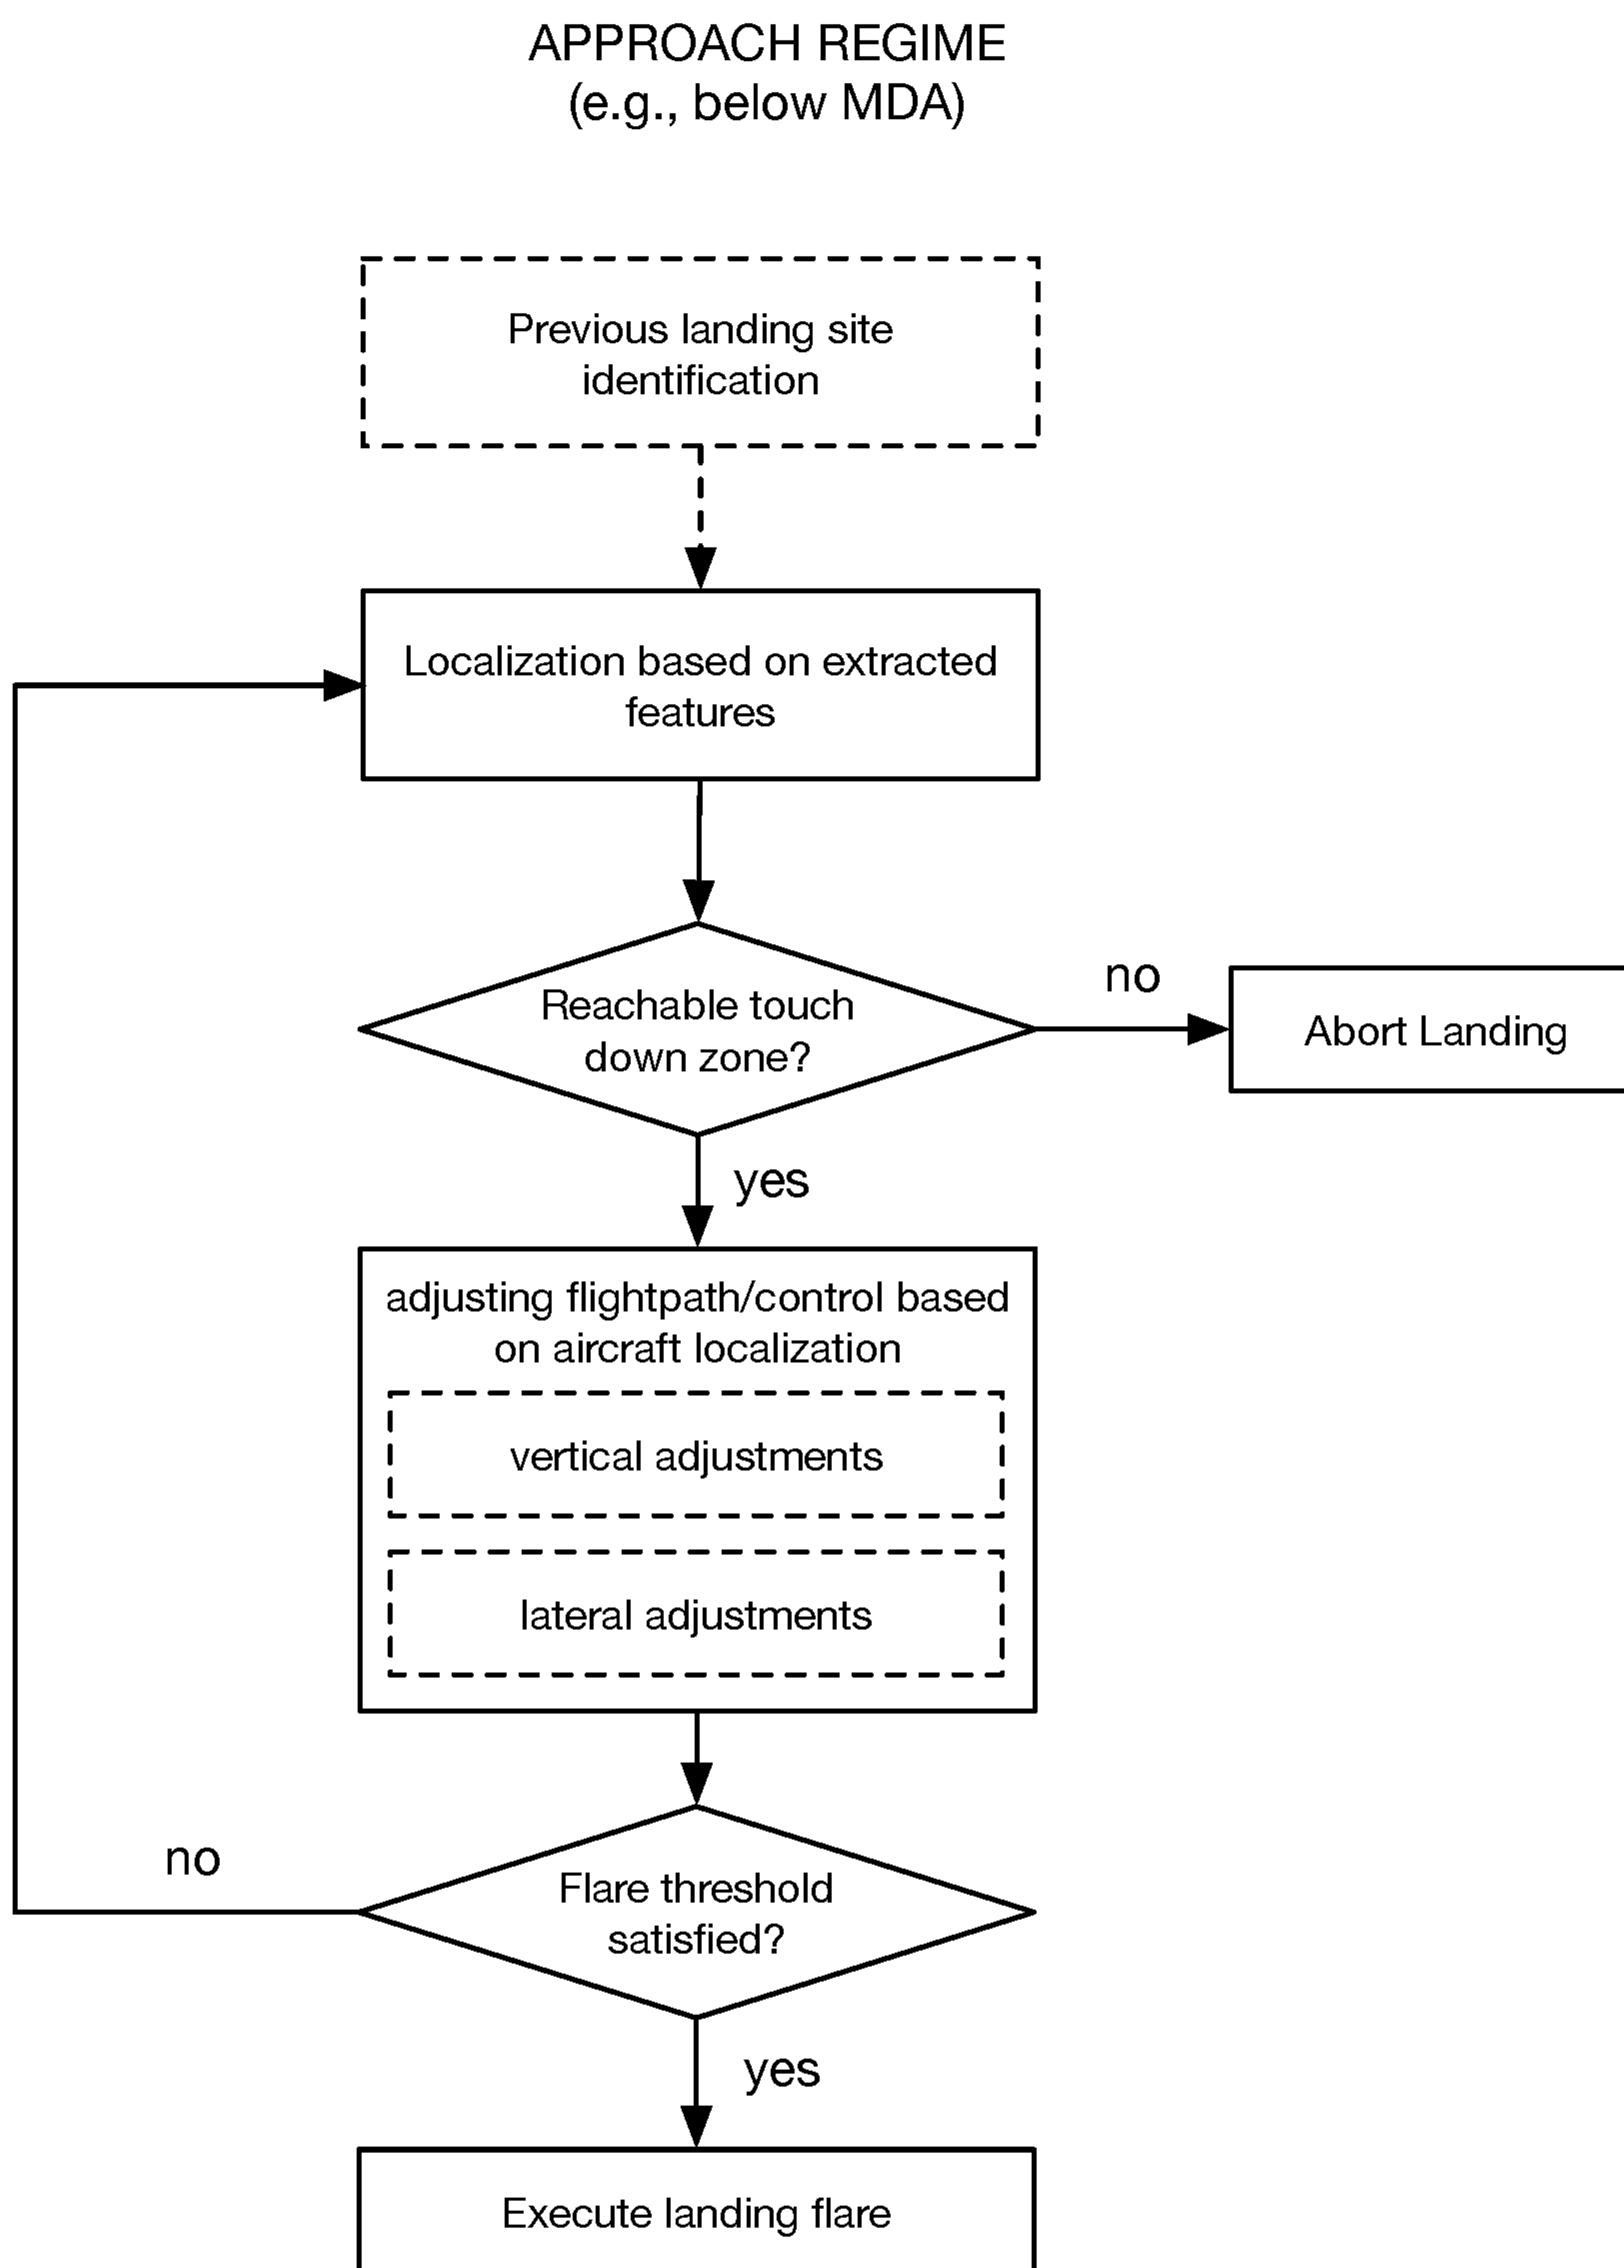 APPROACH REGIME
(e.g., below MDA)
Previous landing site
identification
Localization based on extracted
features
Reachable touch
down zone?
no
Abort Landing
yes
adjusting flightpath/control based
on aircraft localization
vertical adjustments
lateral adjustments
no
Flare threshold
satisfied?
yes
Execute landing flare